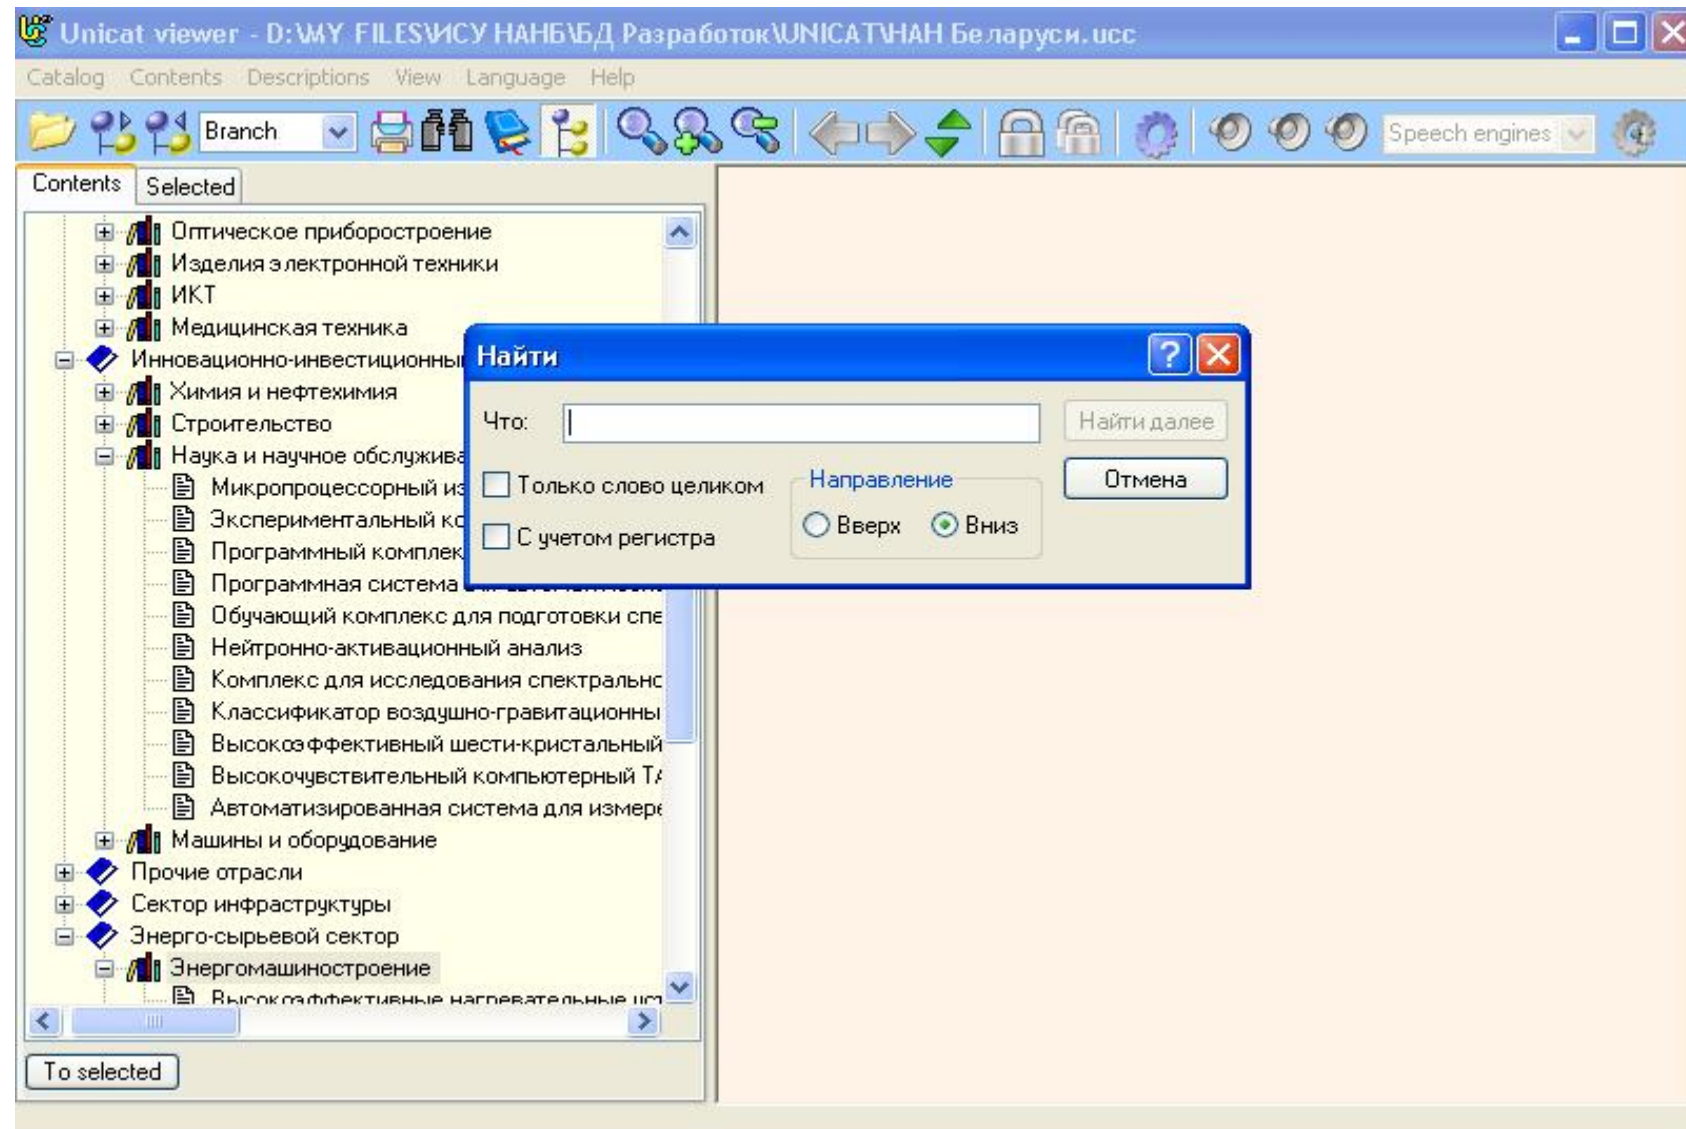 Unicat viewer - D:\MY FILES\ИСУ НАНБ\БД Разработок\UNICAT\НАН Беларуси.ucc
Catalog Contents Descriptions View Language Help
Branch
Speech engines
Contents Selected
Оптическое приборостроение
Изделия электронной техники
ИКТ
Медицинская техника
Инновационно-инвестиционны
Химия и нефтехимия
Строительство
Наука и научное обслужива
Микропроцессорный из
Экспериментальный ко
Программный комплек
Программная система
Обучающий комплекс для подготовки спе
Нейтронно-активационный анализ
Комплекс для исследования спектрально
Классификатор воздушно-гравитационны
Высокоэффективный шести-кристальный
Высокочувствительный компьютерный ТА
Автоматизированная система для измере
Машины и оборудование
Прочие отрасли
Сектор инфраструктуры
Энерго-сырьевой сектор
Энергомашиностроение
Высокоэффективные нагревательные уст
To selected
Найти
Что:
Найти далее
Только слово целиком
Направление
Отмена
С учетом регистра
Вверх Вниз